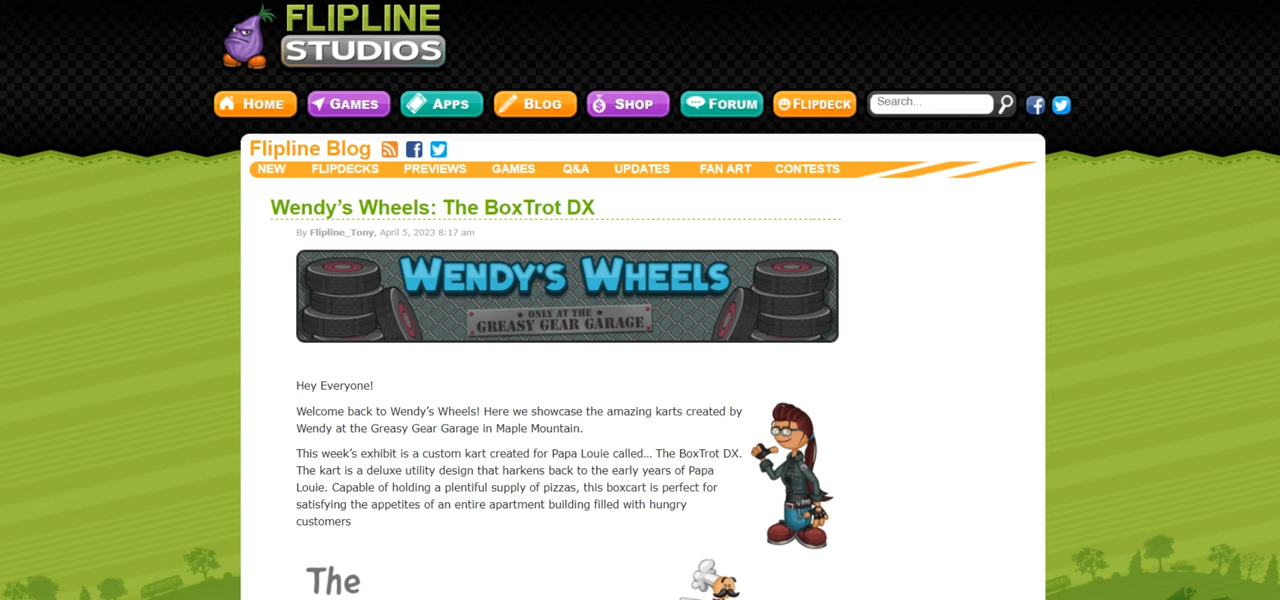 FLIPLINE
STUDIOS
HOME GAMES APPS BLOG SHOP FORUM FLIPDECK Search...
Flipline Blog
NEW FLIPDECKS PREVIEWS GAMES Q&A UPDATES FAN ART CONTESTS
Wendy's Wheels: The BoxTrot DX
By Flipline_Tony, April 5, 2023 8:17 am
WENDY'S WHEELS
ONLY AT THE
GREASY GEAR GARAGE
Hey Everyone!
Welcome back to Wendy's Wheels! Here we showcase the amazing karts created by
Wendy at the Greasy Gear Garage in Maple Mountain.
This week's exhibit is a custom kart created for Papa Louie called... The BoxTrot DX.
The kart is a deluxe utility design that harkens back to the early years of Papa
Louie. Capable of holding a plentiful supply of pizzas, this boxcart is perfect for
satisfying the appetites of an entire apartment building filled with hungry
customers
The